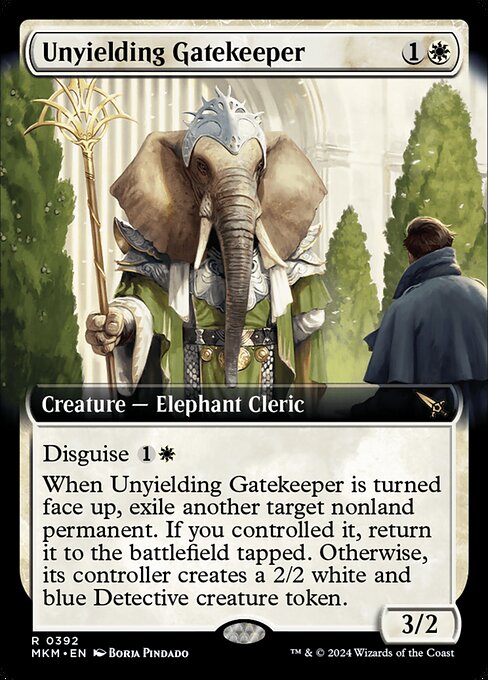 Unyielding Gatekeeper 1
Creature — Elephant Cleric
Disguise 1
When Unyielding Gatekeeper is turned
face up, exile another target nonland
permanent. If you controlled it, return
it to the battlefield tapped. Otherwise,
its controller creates a 2/2 white and
blue Detective creature token.
3/2
R 0392
MKM • EN Borja Pindado
™ & © 2024 Wizards of the Coast